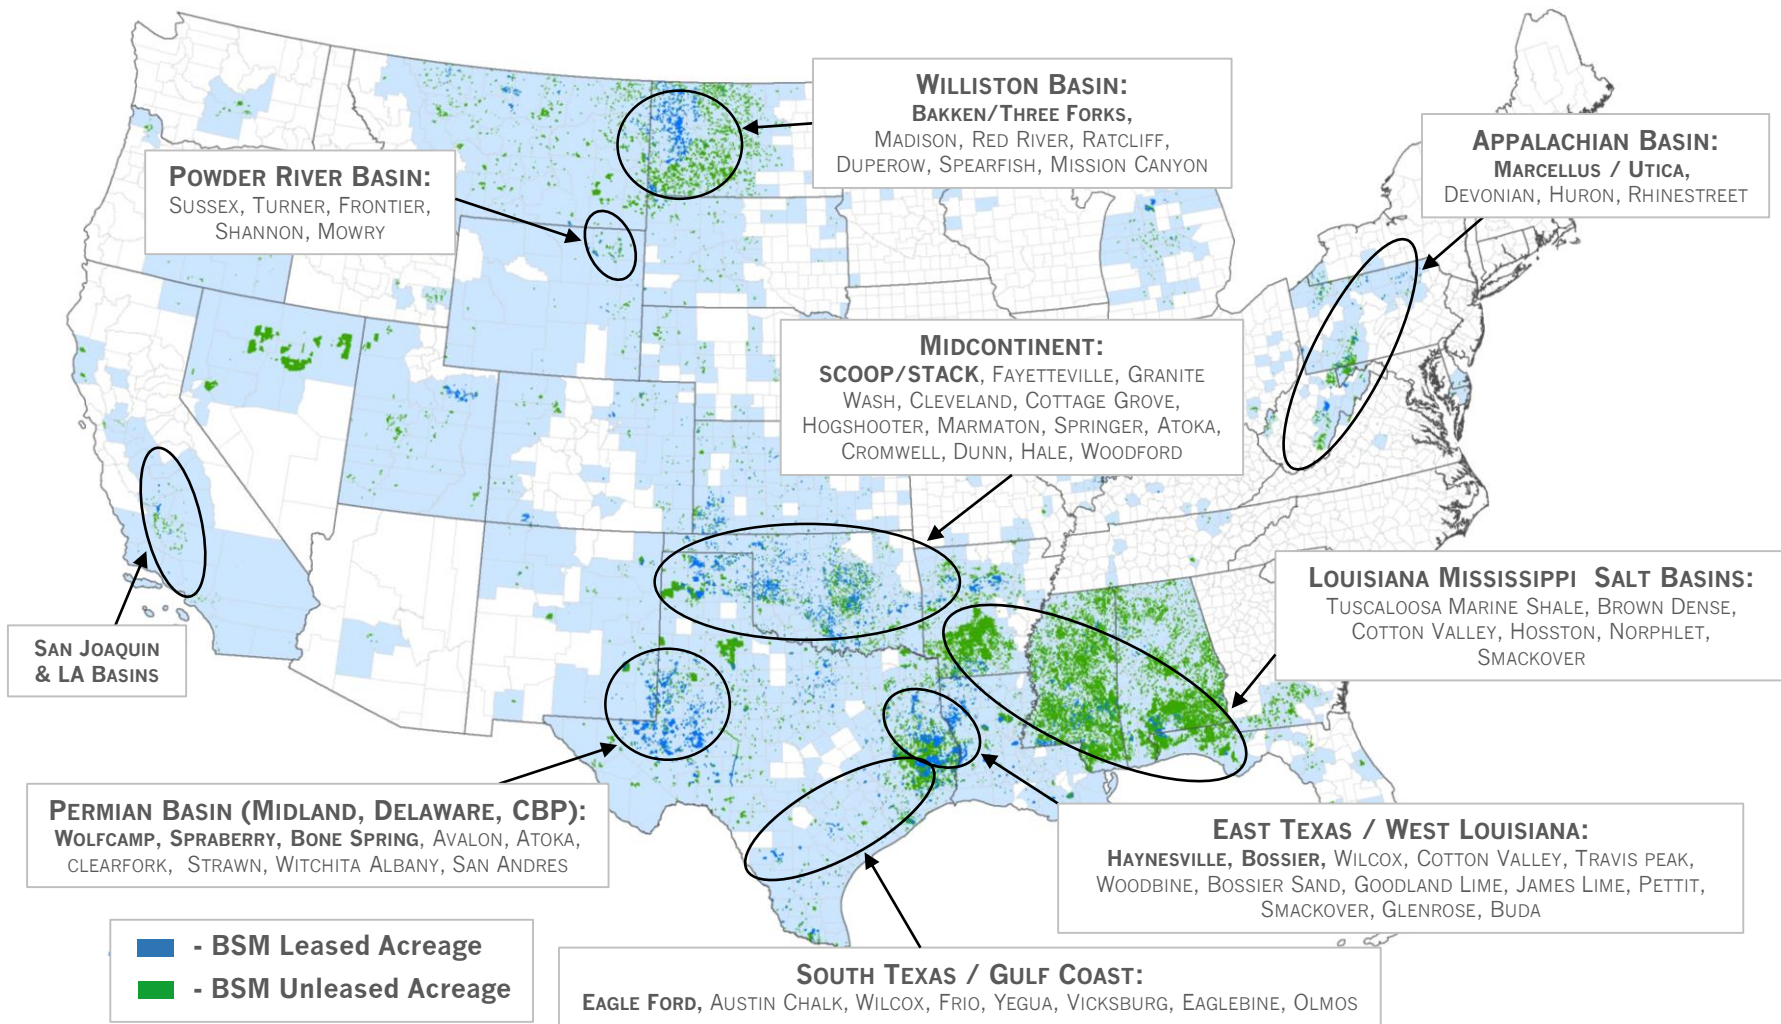 WILLISTON BASIN:
BAKKEN/THREE FORKS,
MADISON, RED RIVER, RATCLIFF,
DUPEROW, SPEARFISH, MISSION CANYON
APPALACHIAN BASIN:
MARCELLUS / UTICA,
DEVONIAN, HURON, RHINESTREET
POWDER RIVER BASIN:
SUSSEX, TURNER, FRONTIER,
SHANNON, MOWRY
MIDCONTINENT:
SCOOP/STACK, FAYETTEVILLE, GRANITE
WASH, CLEVELAND, COTTAGE GROVE,
HOGSHOOTER, MARMATON, SPRINGER, ATOKA,
CROMWELL, DUNN, HALE, WOODFORD
LOUISIANA MISSISSIPPI SALT BASINS:
TUSCALOOSA MARINE SHALE, BROWN DENSE,
COTTON VALLEY, HOSSTON, NORPHLET,
SMACKOVER
SAN JOAQUIN
& LA BASINS
PERMIAN BASIN (MIDLAND, DELAWARE, CBP):
WOLFCAMP, SPRABERRY, BONE SPRING, AVALON, ATOKA,
CLEARFORK, STRAWN, WITCHITA ALBANY, SAN ANDRES
EAST TEXAS / WEST LOUISIANA:
HAYNESVILLE, BOSSIER, WILCOX, COTTON VALLEY, TRAVIS PEAK,
WOODBINE, BOSSIER SAND, GOODLAND LIME, JAMES LIME, PETTIT,
SMACKOVER, GLENROSE, BUDA
- BSM Leased Acreage
- BSM Unleased Acreage
SOUTH TEXAS / GULF COAST:
EAGLE FORD, AUSTIN CHALK, WILCOX, FRIO, YEGUA, VICKSBURG, EAGLEBINE, OLMOS